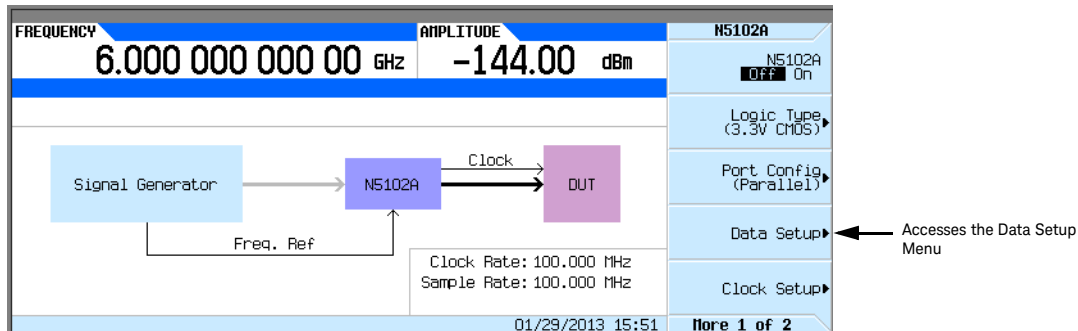 FREQUENCY
6.000 000 000 00 GHz
AMPLITUDE
-144.00 dBm
Signal Generator
N5102A
Clock
DUT
Freq. Ref
Clock Rate: 100.000 MHz
Sample Rate: 100.000 MHz
01/29/2013 15:51
N5102A
N5102A
Off On
Logic Type
(3.3V CMOS)
Port Config
(Parallel)
Data Setup
Clock Setup
More 1 of 2
Accesses the Data Setup
Menu